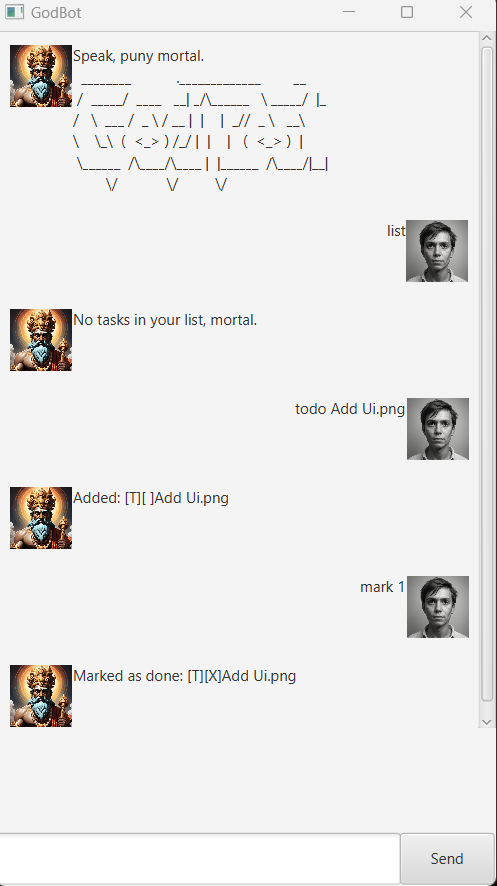 GodBot
Speak, puny mortal.
  ________           ._____________        __
 /  _____/  ____   __| _/\______   \ _____/  |_
/   \  ___ /  _ \ / __ |  |    |  _//  _ \   __\
\    \_\  (  <_> ) /_/ |  |    |   (  <_> )  |
 \______  /\____/\____ |  |______  /\____/|__|
        \/            \/         \/
list
No tasks in your list, mortal.
todo Add Ui.png
Added: [T][ ]Add Ui.png
mark 1
Marked as done: [T][X]Add Ui.png
Send